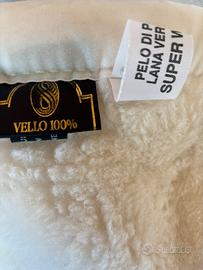 VELLO 100%
PELO DI P
LANA VER
SUPER V
SUBITO